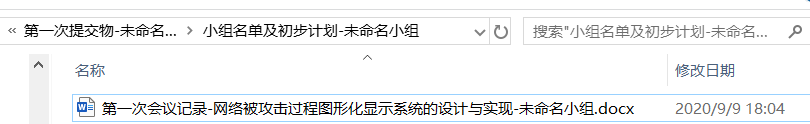 « 第一次提交物-未命名... > 小组名单及初步计划-未命名小组
搜索"小组名单及初步计划-未命名...
名称
修改日期
第一次会议记录-网络被攻击过程图形化显示系统的设计与实现-未命名小组.docx
2020/9/9 18:04